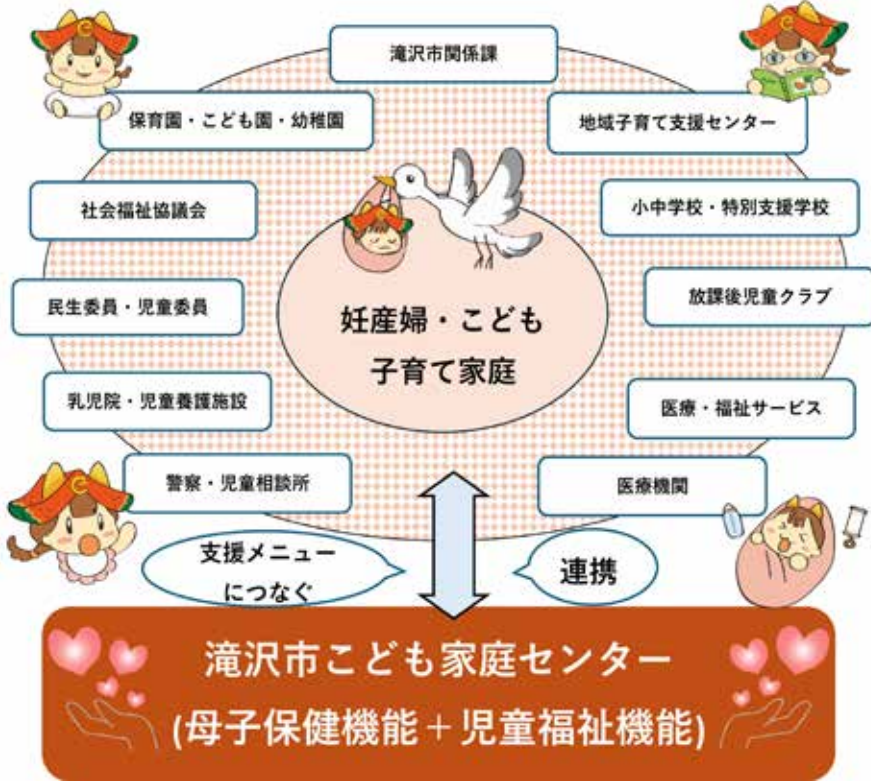 滝沢市関係課
保育園・こども園・幼稚園
地域子育て支援センター
社会福祉協議会
小中学校・特別支援学校
民生委員・児童委員
放課後児童クラブ
妊産婦・こども
子育て家庭
乳児院・児童養護施設
医療・福祉サービス
警察・児童相談所
医療機関
支援メニュー
につなぐ
連携
滝沢市こども家庭センター
(母子保健機能＋児童福祉機能)